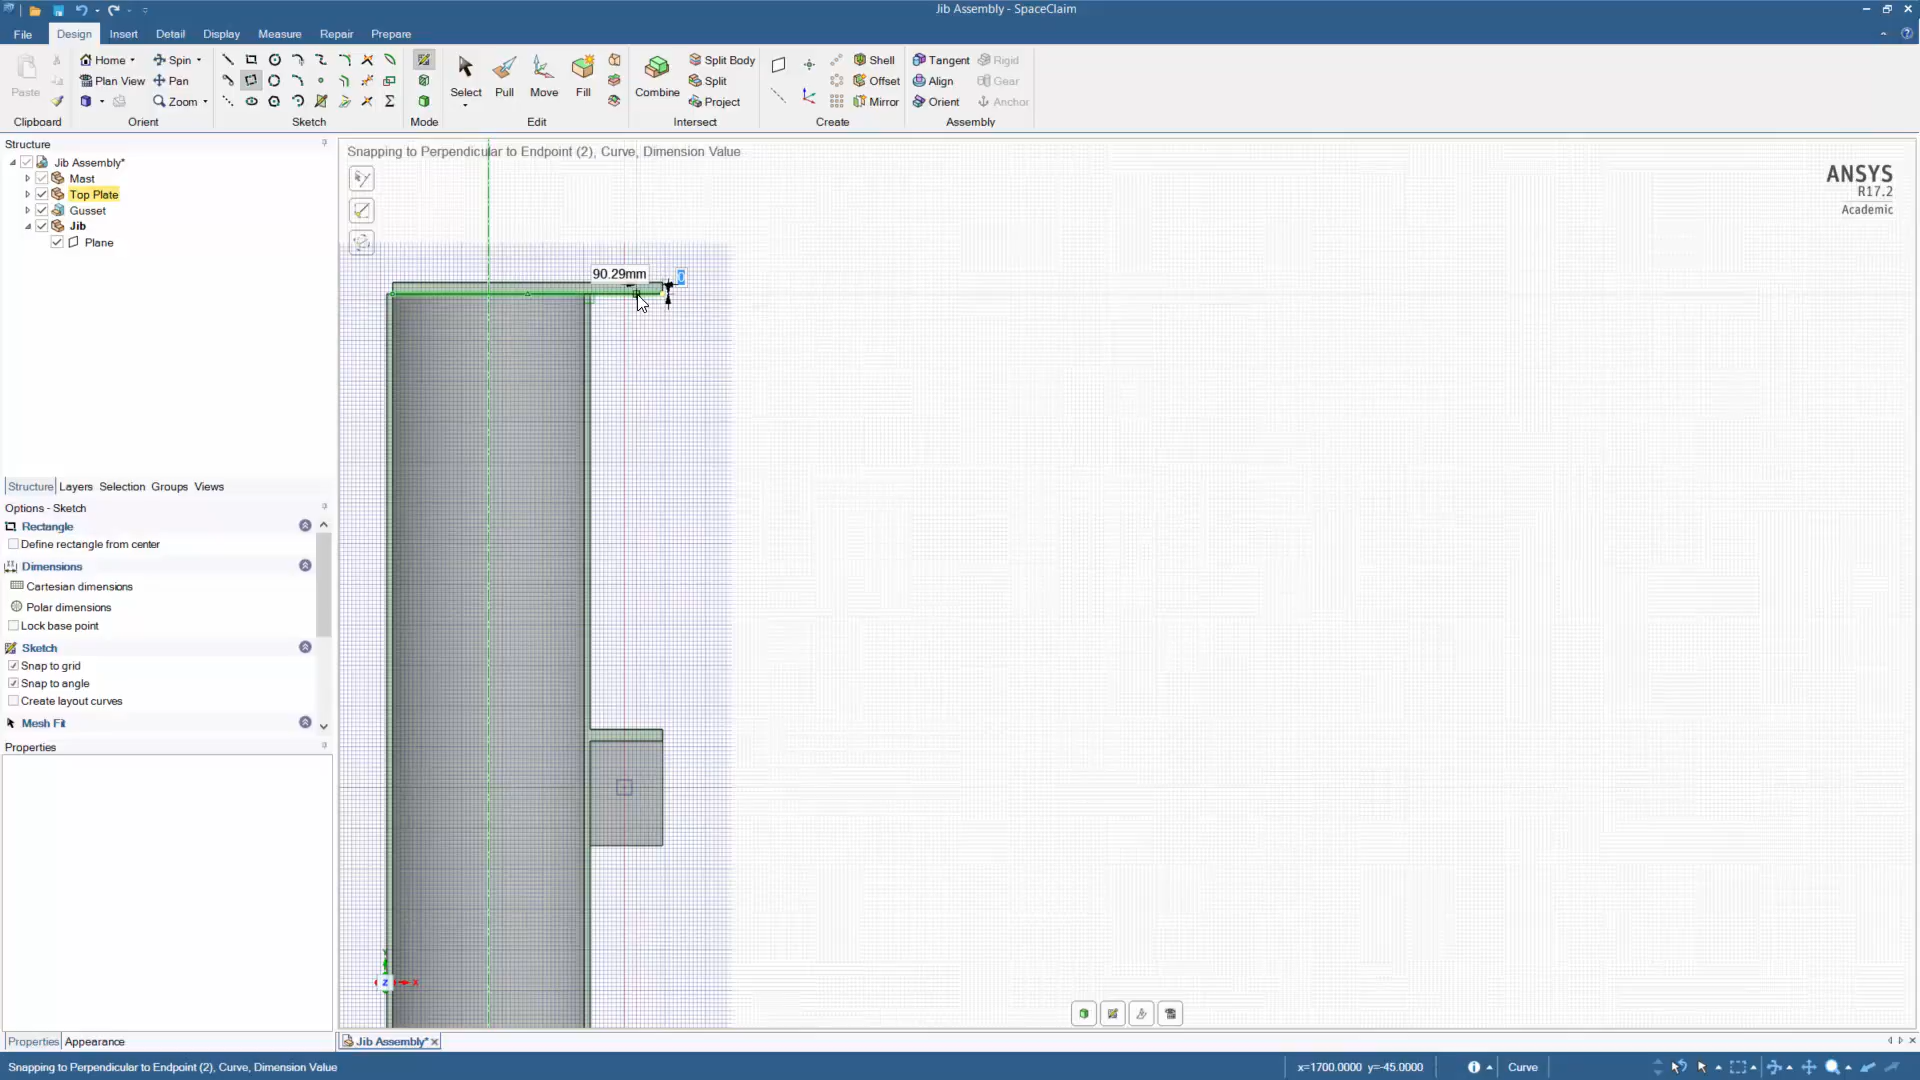 Jib Assembly - SpaceClaim
File Design Insert Detail Display Measure Repair Prepare
Paste
Home
Plan View
Spin
Pan
Zoom
Select
Pull
Move
Fill
Combine
Split Body
Split
Project
Shell
Offset
Mirror
Tangent
Align
Orient
Rigid
Gear
Anchor
Clipboard Orient Sketch Mode Edit Intersect Create Assembly
Structure
Jib Assembly*
Mast
Top Plate
Gusset
Jib
Plane
Structure Layers Selection Groups Views
Options - Sketch
Rectangle
Define rectangle from center
Dimensions
Cartesian dimensions
Polar dimensions
Lock base point
Sketch
Snap to grid
Snap to angle
Create layout curves
Mesh Fit
Properties
Properties Appearance
Snapping to Perpendicular to Endpoint (2), Curve, Dimension Value
ANSYS
R17.2
Academic
90.29mm
0
Y
Z X
Jib Assembly*
Snapping to Perpendicular to Endpoint (2), Curve, Dimension Value
x=1700.0000 y=-45.0000
Curve